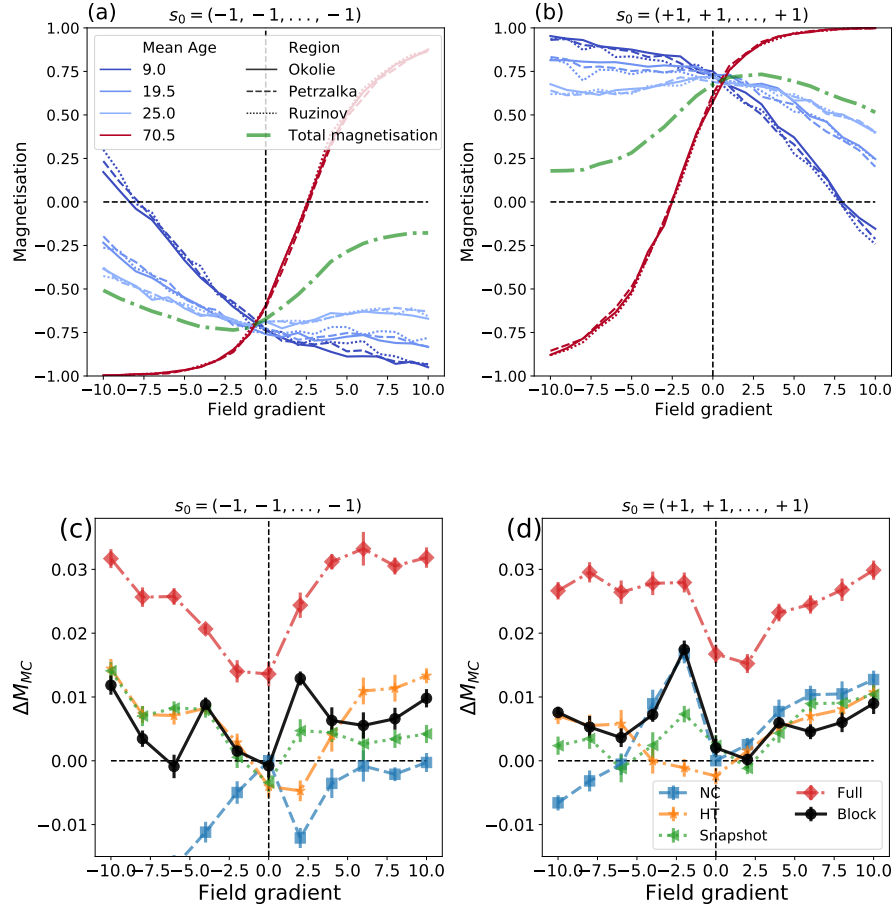 (a)
s₀ = (−1, −1, . . . , −1)
1.00
0.75
0.50
0.25
0.00
−0.25
−0.50
−0.75
−1.00
Magnetisation
Mean Age
9.0
19.5
25.0
70.5
Region
Okolie
Petrzalka
Ruzinov
Total magnetisation
−10.0 −7.5 −5.0 −2.5 0.0 2.5 5.0 7.5 10.0
Field gradient
(b)
s₀ = (+1, +1, . . . , +1)
1.00
0.75
0.50
0.25
0.00
−0.25
−0.50
−0.75
−1.00
Magnetisation
−10.0 −7.5 −5.0 −2.5 0.0 2.5 5.0 7.5 10.0
Field gradient
(c)
s₀ = (−1, −1, . . . , −1)
0.03
0.02
0.01
0.00
−0.01
ΔM_MC
−10.0 −7.5 −5.0 −2.5 0.0 2.5 5.0 7.5 10.0
Field gradient
(d)
s₀ = (+1, +1, . . . , +1)
0.03
0.02
0.01
0.00
−0.01
ΔM_MC
NC
HT
Snapshot
Full
Block
−10.0 −7.5 −5.0 −2.5 0.0 2.5 5.0 7.5 10.0
Field gradient